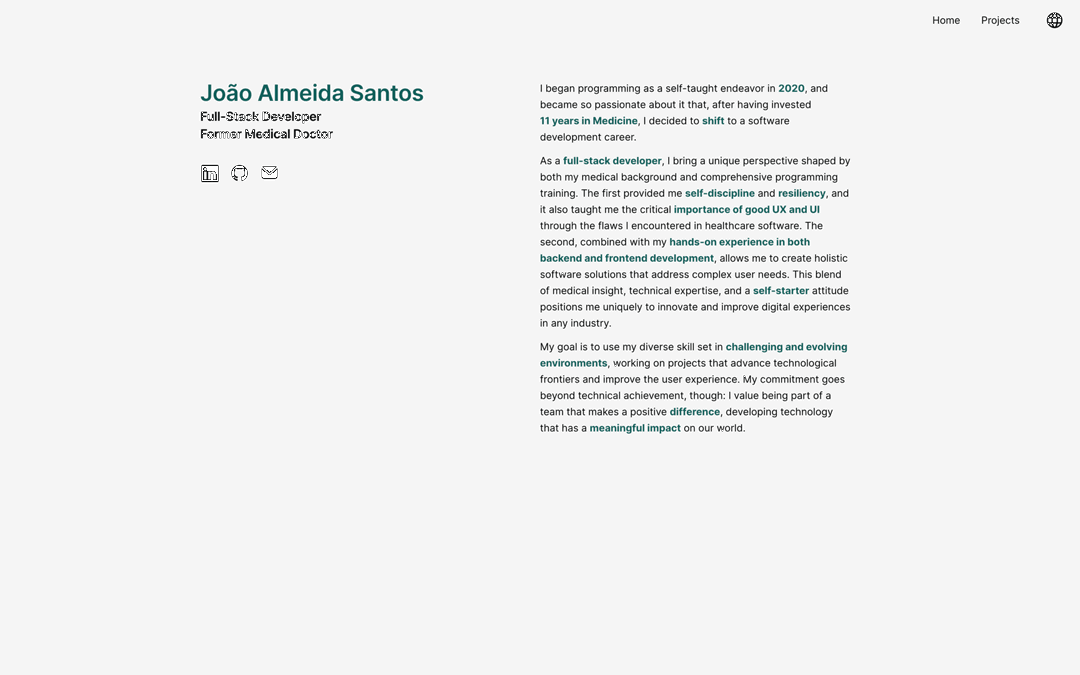 Home Projects
João Almeida Santos
Full-Stack Developer
Former Medical Doctor
in
I began programming as a self-taught endeavor in 2020, and
became so passionate about it that, after having invested
11 years in Medicine, I decided to shift to a software
development career.
As a full-stack developer, I bring a unique perspective shaped by
both my medical background and comprehensive programming
training. The first provided me self-discipline and resiliency, and
it also taught me the critical importance of good UX and UI
through the flaws I encountered in healthcare software. The
second, combined with my hands-on experience in both
backend and frontend development, allows me to create holistic
software solutions that address complex user needs. This blend
of medical insight, technical expertise, and a self-starter attitude
positions me uniquely to innovate and improve digital experiences
in any industry.
My goal is to use my diverse skill set in challenging and evolving
environments, working on projects that advance technological
frontiers and improve the user experience. My commitment goes
beyond technical achievement, though: I value being part of a
team that makes a positive difference, developing technology
that has a meaningful impact on our world.